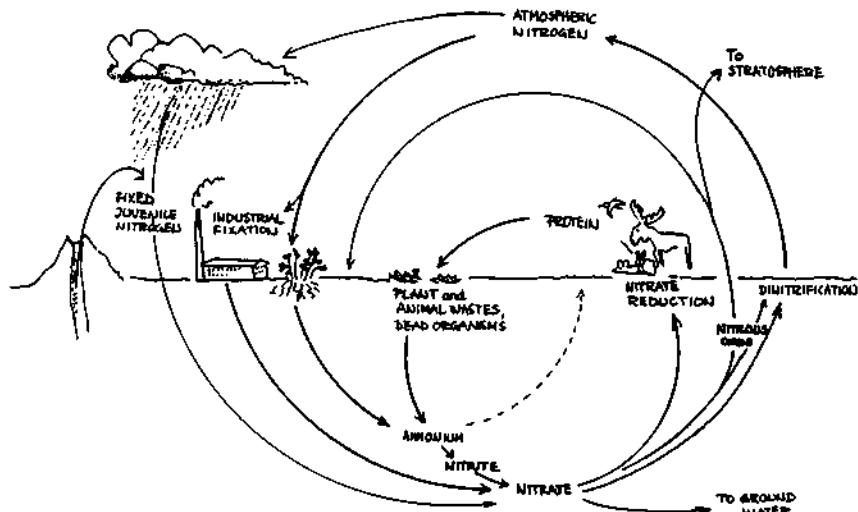 ATMOSPHERIC
NITROGEN
TO
STRATOSPHERE
FIXED
JUVENILE
NITROGEN
INDUSTRIAL
FIXATION
PROTEIN
PLANT and
ANIMAL WASTES,
DEAD ORGANISMS
NITRATE
REDUCTION
DINITRIFICATION
NITROUS
OXIDE
AMMONIUM
NITRITE
NITRATE
TO GROUND
WATER